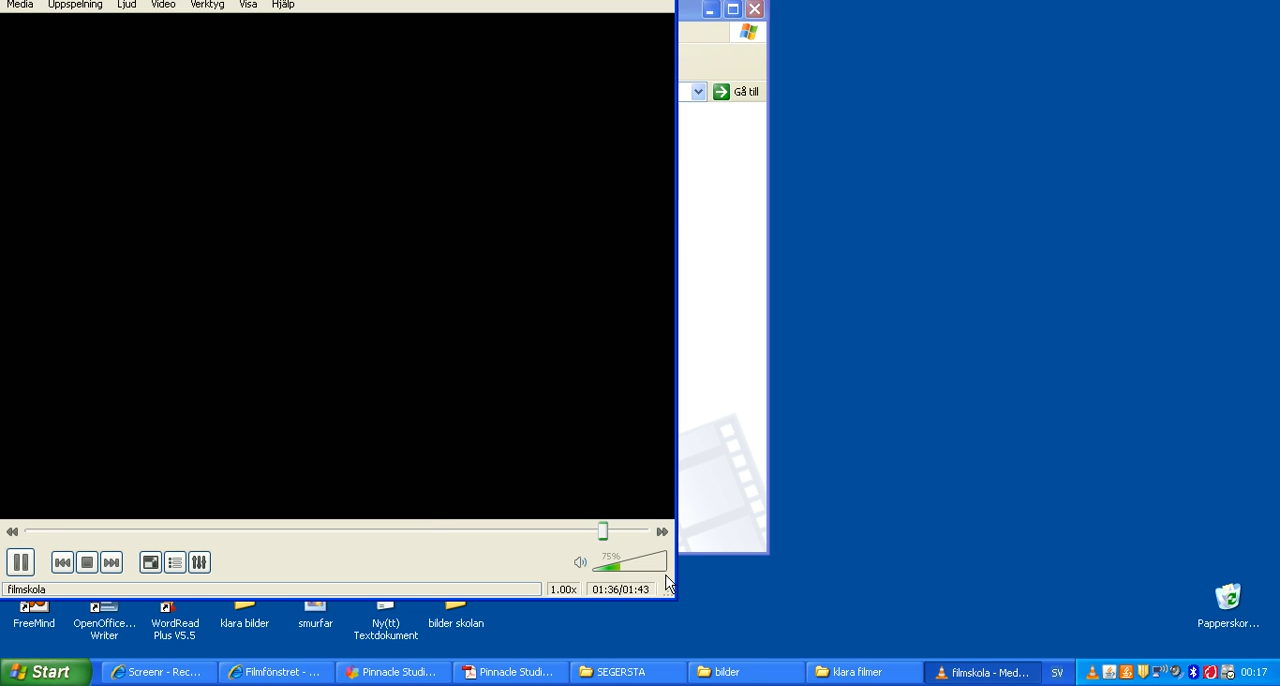 Media Uppspelning Ljud Video Verktyg Visa Hjälp
Gå till
75%
filmskola 1.00x 01:36/01:43
FreeMind
OpenOffice... Writer
WordRead Plus V5.5
klara bilder
smurfar
Ny(tt) Textdokument
bilder skolan
Papperskor...
Start Screenr - Rec... Filmfönstret - ... Pinnacle Studi... Pinnacle Studi... SEGERSTA bilder klara filmer filmskola - Med... SV 00:17